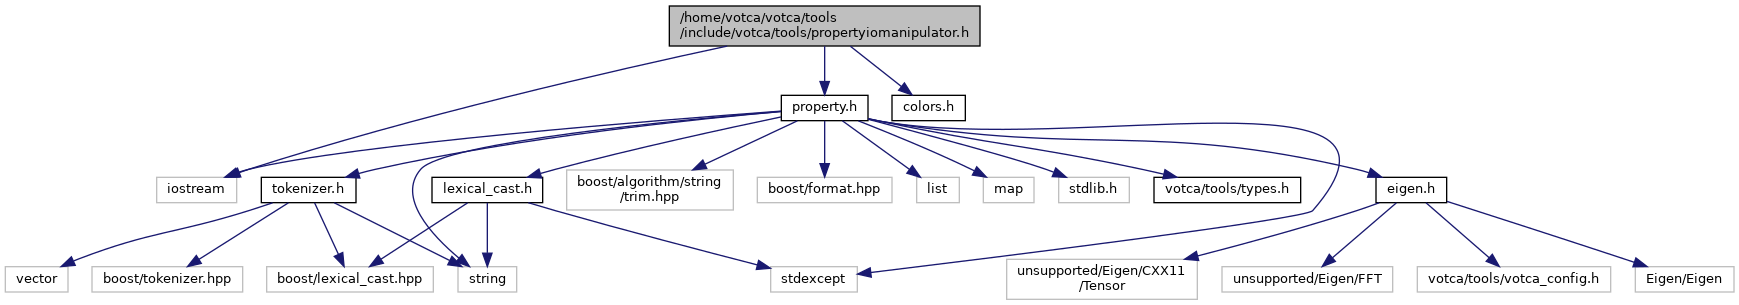 /home/votca/votca/tools
/include/votca/tools/propertyiomanipulator.h
property.h
colors.h
iostream
tokenizer.h
lexical_cast.h
boost/algorithm/string
/trim.hpp
boost/format.hpp
list
map
stdlib.h
votca/tools/types.h
eigen.h
vector
boost/tokenizer.hpp
boost/lexical_cast.hpp
string
stdexcept
unsupported/Eigen/CXX11
/Tensor
unsupported/Eigen/FFT
votca/tools/votca_config.h
Eigen/Eigen